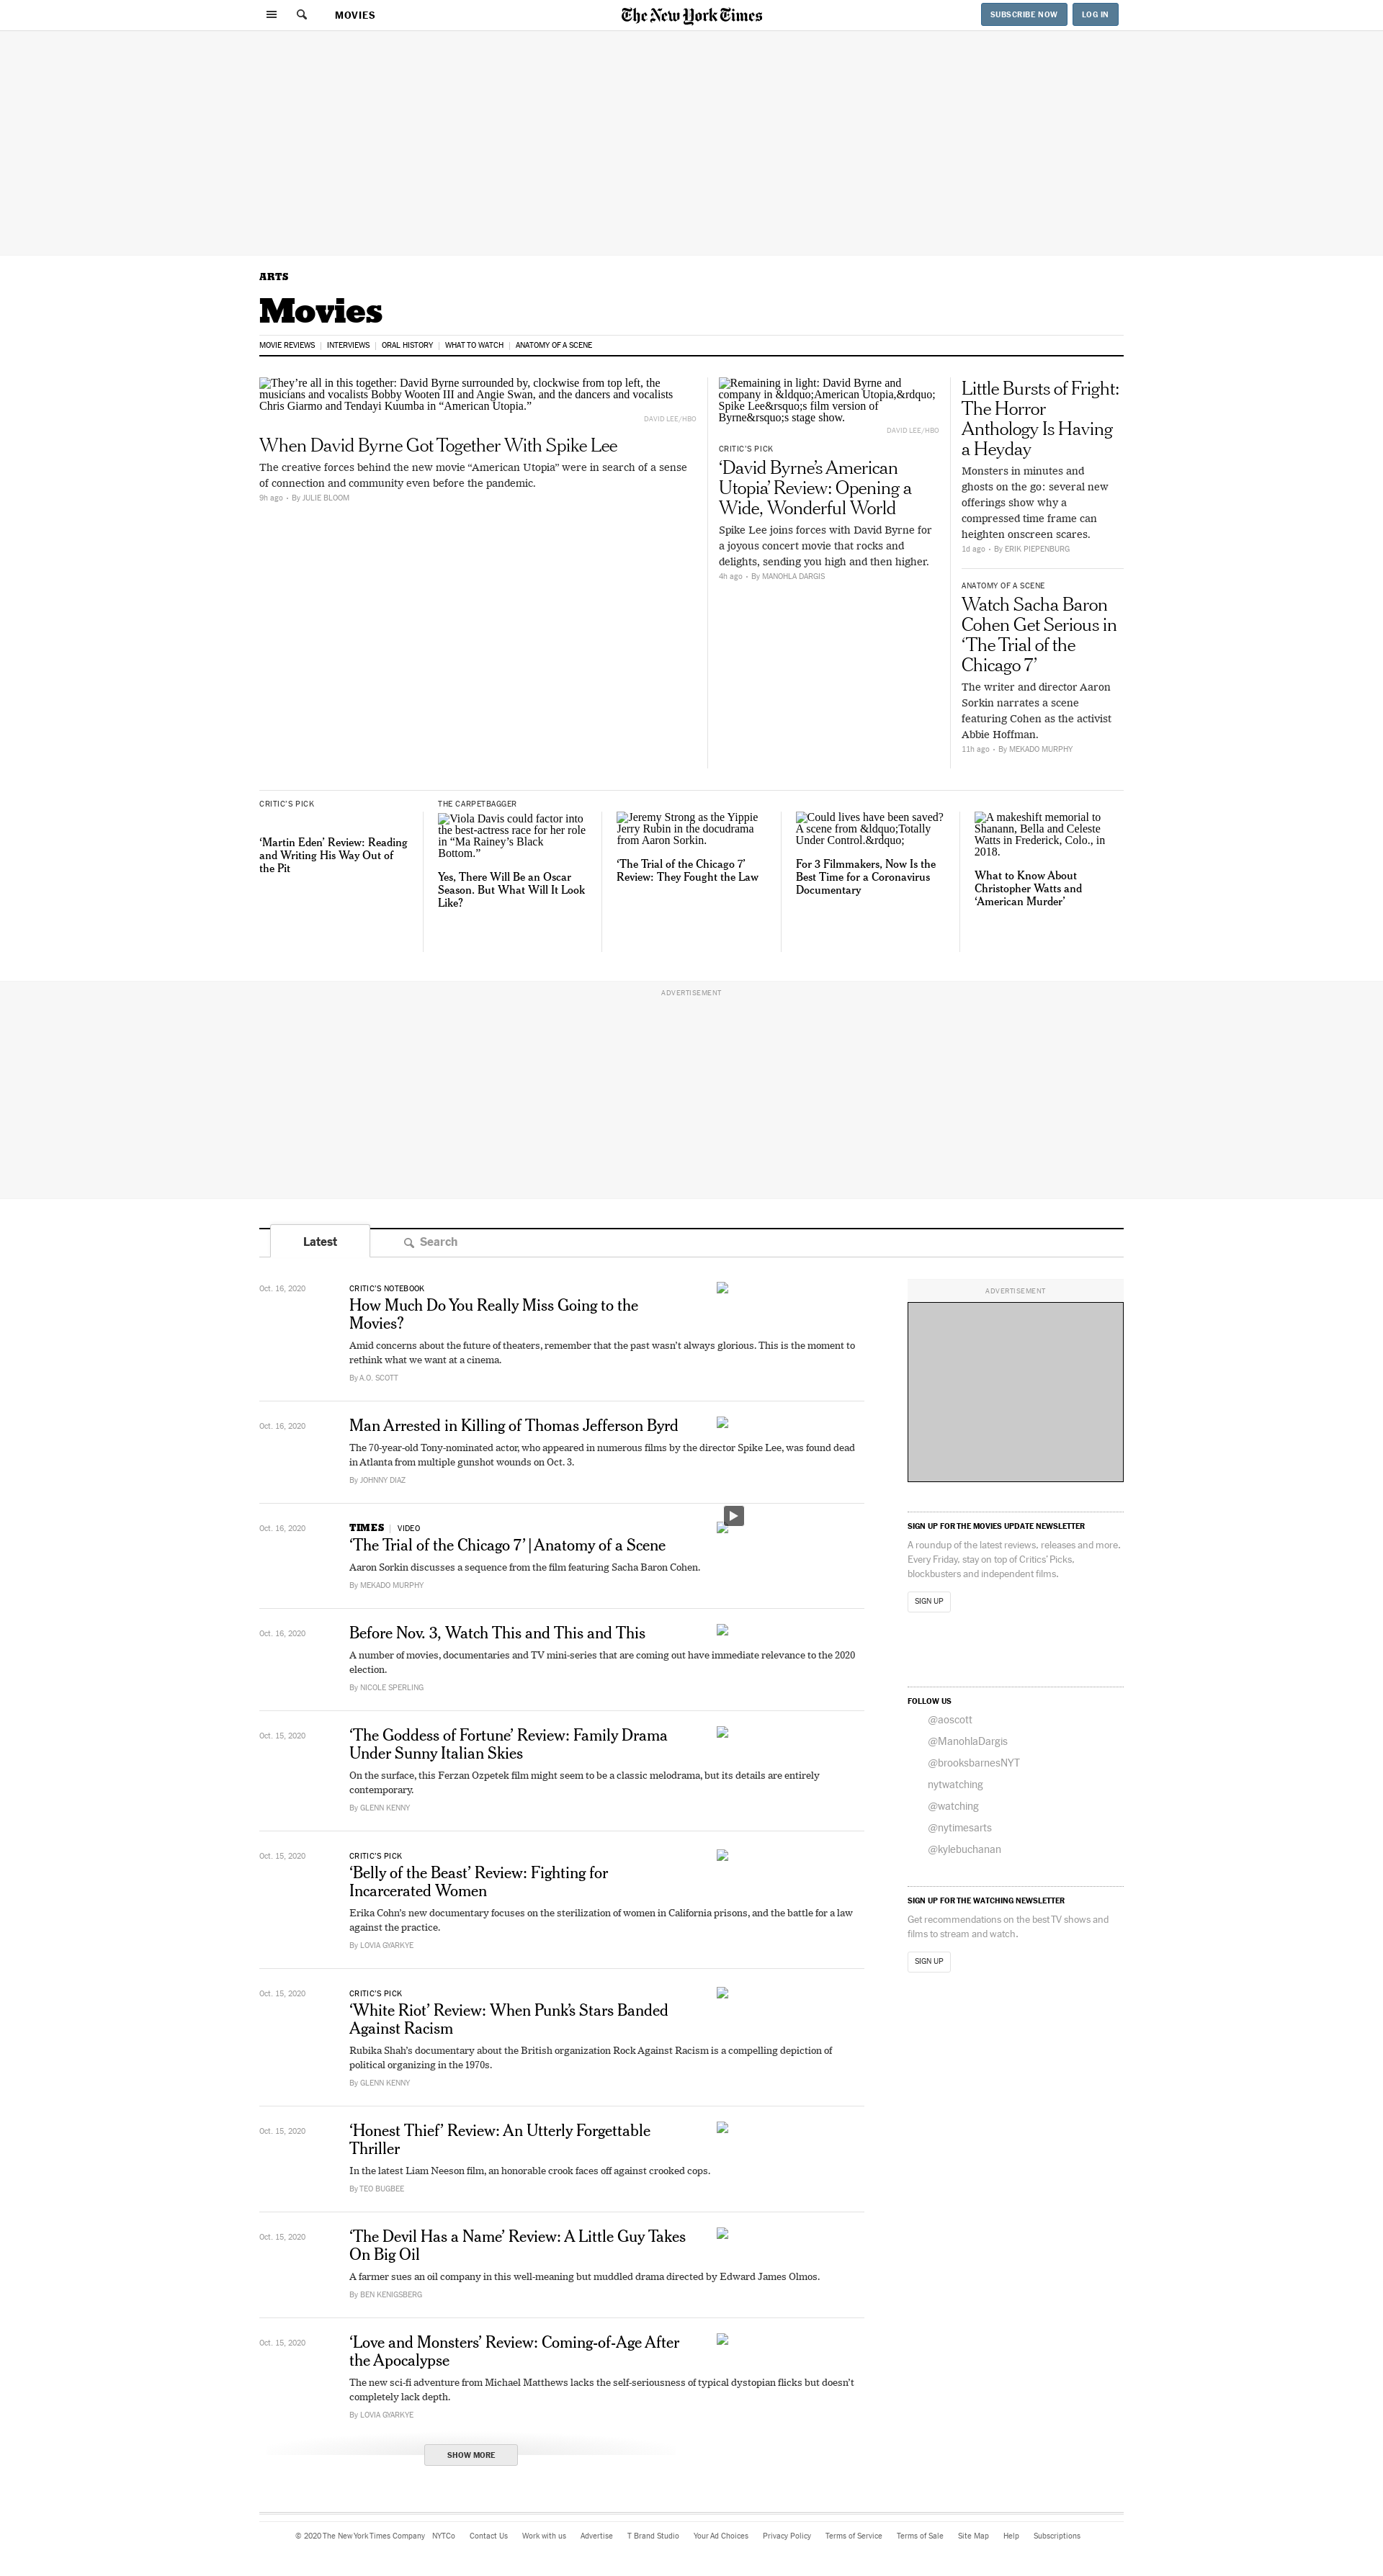 MOVIES
The New York Times
SUBSCRIBE NOW
LOG IN
ARTS
Movies
MOVIE REVIEWS | INTERVIEWS | ORAL HISTORY | WHAT TO WATCH | ANATOMY OF A SCENE
They’re all in this together: David Byrne surrounded by, clockwise from top left, the
musicians and vocalists Bobby Wooten III and Angie Swan, and the dancers and vocalists
Chris Giarmo and Tendayi Kuumba in “American Utopia.”
DAVID LEE/HBO
When David Byrne Got Together With Spike Lee
The creative forces behind the new movie “American Utopia” were in search of a sense
of connection and community even before the pandemic.
9h ago • By JULIE BLOOM
Remaining in light: David Byrne and
company in &ldquo;American Utopia,&rdquo;
Spike Lee&rsquo;s film version of
Byrne&rsquo;s stage show.
DAVID LEE/HBO
CRITIC’S PICK
‘David Byrne’s American
Utopia’ Review: Opening a
Wide, Wonderful World
Spike Lee joins forces with David Byrne for
a joyous concert movie that rocks and
delights, sending you high and then higher.
4h ago • By MANOHLA DARGIS
Little Bursts of Fright:
The Horror
Anthology Is Having
a Heyday
Monsters in minutes and
ghosts on the go: several new
offerings show why a
compressed time frame can
heighten onscreen scares.
1d ago • By ERIK PIEPENBURG
ANATOMY OF A SCENE
Watch Sacha Baron
Cohen Get Serious in
‘The Trial of the
Chicago 7’
The writer and director Aaron
Sorkin narrates a scene
featuring Cohen as the activist
Abbie Hoffman.
11h ago • By MEKADO MURPHY
CRITIC’S PICK
‘Martin Eden’ Review: Reading
and Writing His Way Out of
the Pit
THE CARPETBAGGER
Viola Davis could factor into
the best-actress race for her role
in “Ma Rainey’s Black
Bottom.”
Yes, There Will Be an Oscar
Season. But What Will It Look
Like?
Jeremy Strong as the Yippie
Jerry Rubin in the docudrama
from Aaron Sorkin.
‘The Trial of the Chicago 7’
Review: They Fought the Law
Could lives have been saved?
A scene from &ldquo;Totally
Under Control.&rdquo;
For 3 Filmmakers, Now Is the
Best Time for a Coronavirus
Documentary
A makeshift memorial to
Shanann, Bella and Celeste
Watts in Frederick, Colo., in
2018.
What to Know About
Christopher Watts and
‘American Murder’
ADVERTISEMENT
Latest
Search
Oct. 16, 2020
CRITIC’S NOTEBOOK
How Much Do You Really Miss Going to the
Movies?
Amid concerns about the future of theaters, remember that the past wasn’t always glorious. This is the moment to
rethink what we want at a cinema.
By A.O. SCOTT
Oct. 16, 2020
Man Arrested in Killing of Thomas Jefferson Byrd
The 70-year-old Tony-nominated actor, who appeared in numerous films by the director Spike Lee, was found dead
in Atlanta from multiple gunshot wounds on Oct. 3.
By JOHNNY DIAZ
Oct. 16, 2020
TIMES | VIDEO
‘The Trial of the Chicago 7’ | Anatomy of a Scene
Aaron Sorkin discusses a sequence from the film featuring Sacha Baron Cohen.
By MEKADO MURPHY
Oct. 16, 2020
Before Nov. 3, Watch This and This and This
A number of movies, documentaries and TV mini-series that are coming out have immediate relevance to the 2020
election.
By NICOLE SPERLING
Oct. 15, 2020
‘The Goddess of Fortune’ Review: Family Drama
Under Sunny Italian Skies
On the surface, this Ferzan Ozpetek film might seem to be a classic melodrama, but its details are entirely
contemporary.
By GLENN KENNY
Oct. 15, 2020
CRITIC’S PICK
‘Belly of the Beast’ Review: Fighting for
Incarcerated Women
Erika Cohn’s new documentary focuses on the sterilization of women in California prisons, and the battle for a law
against the practice.
By LOVIA GYARKYE
Oct. 15, 2020
CRITIC’S PICK
‘White Riot’ Review: When Punk’s Stars Banded
Against Racism
Rubika Shah’s documentary about the British organization Rock Against Racism is a compelling depiction of
political organizing in the 1970s.
By GLENN KENNY
Oct. 15, 2020
‘Honest Thief’ Review: An Utterly Forgettable
Thriller
In the latest Liam Neeson film, an honorable crook faces off against crooked cops.
By TEO BUGBEE
Oct. 15, 2020
‘The Devil Has a Name’ Review: A Little Guy Takes
On Big Oil
A farmer sues an oil company in this well-meaning but muddled drama directed by Edward James Olmos.
By BEN KENIGSBERG
Oct. 15, 2020
‘Love and Monsters’ Review: Coming-of-Age After
the Apocalypse
The new sci-fi adventure from Michael Matthews lacks the self-seriousness of typical dystopian flicks but doesn’t
completely lack depth.
By LOVIA GYARKYE
SHOW MORE
ADVERTISEMENT
SIGN UP FOR THE MOVIES UPDATE NEWSLETTER
A roundup of the latest reviews, releases and more.
Every Friday, stay on top of Critics’ Picks,
blockbusters and independent films.
SIGN UP
FOLLOW US
@aoscott
@ManohlaDargis
@brooksbarnesNYT
nytwatching
@watching
@nytimesarts
@kylebuchanan
SIGN UP FOR THE WATCHING NEWSLETTER
Get recommendations on the best TV shows and
films to stream and watch.
SIGN UP
© 2020 The New York Times Company NYTCo Contact Us Work with us Advertise T Brand Studio Your Ad Choices Privacy Policy Terms of Service Terms of Sale Site Map Help Subscriptions